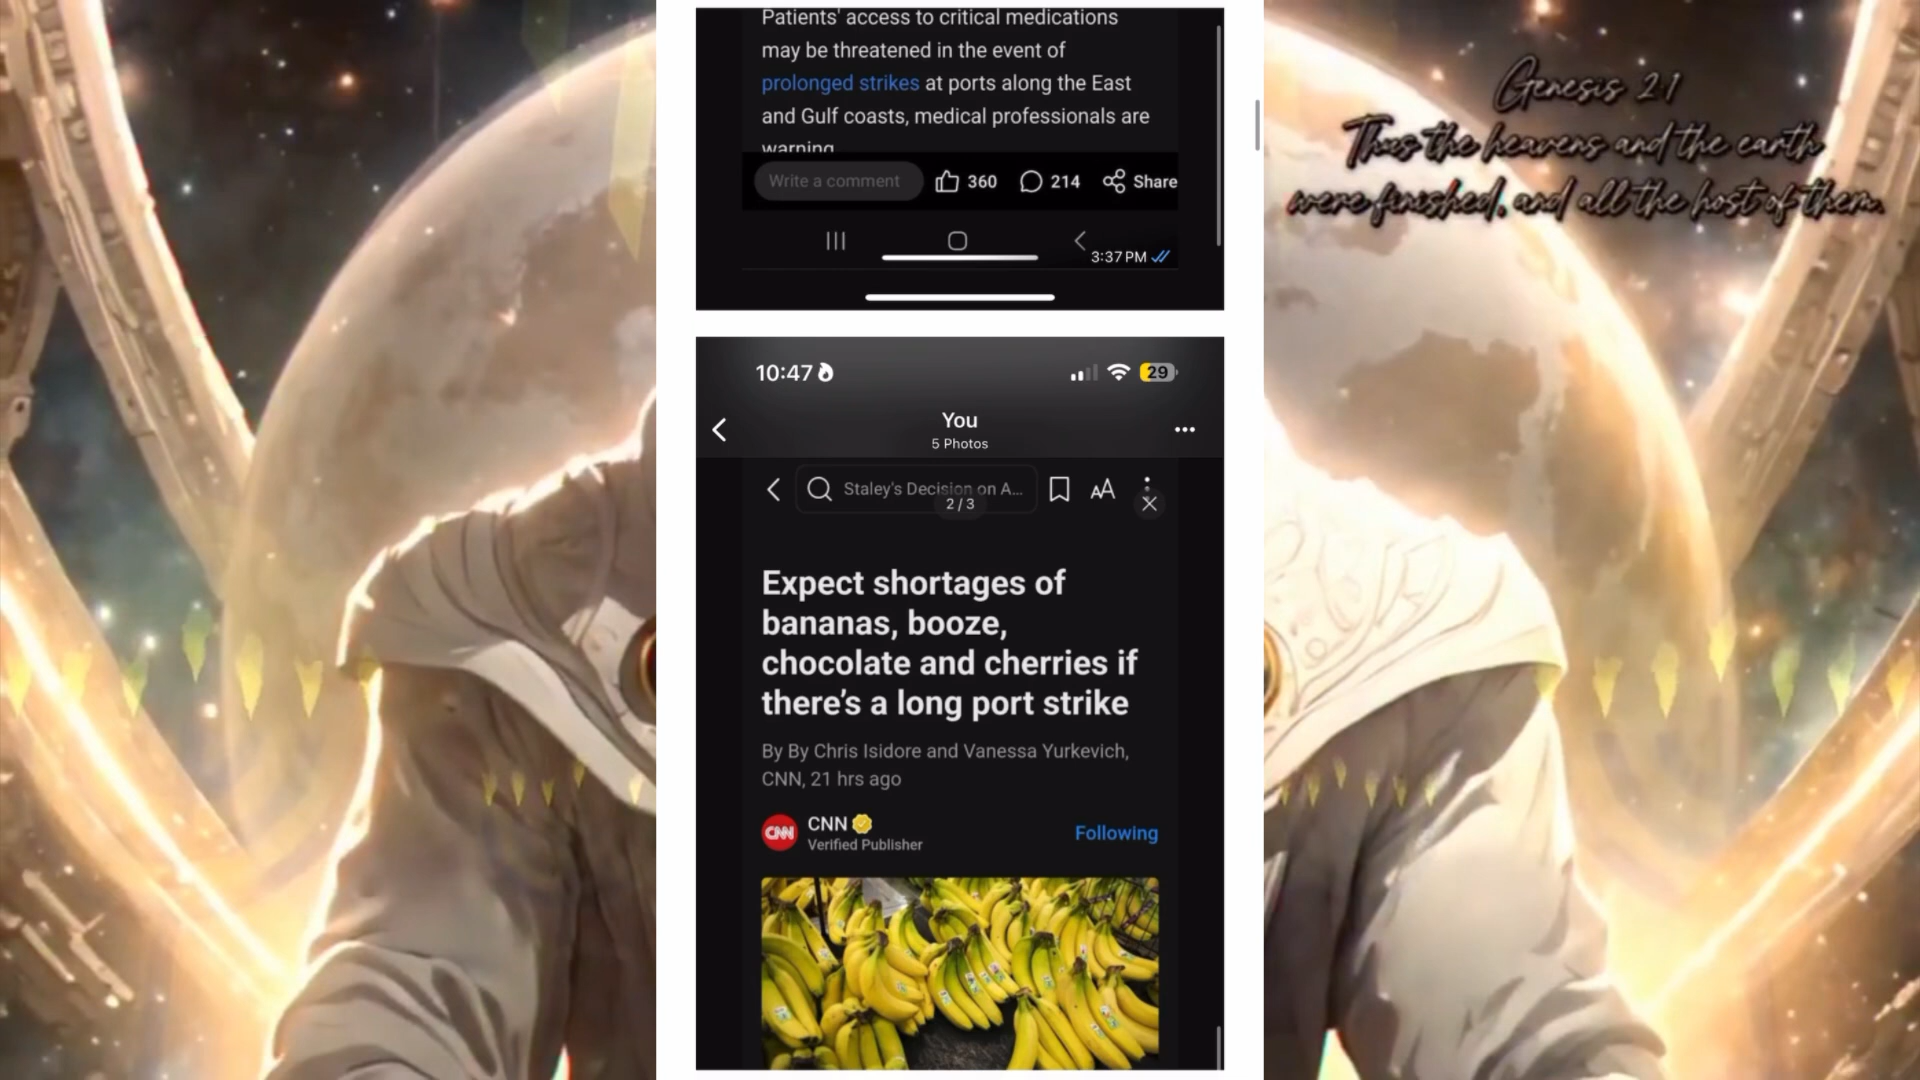 Patients' access to critical medications
may be threatened in the event of
prolonged strikes at ports along the East
and Gulf coasts, medical professionals are
warning
Write a comment 360 214 Share
3:37 PM
10:47 29
You
5 Photos
Staley's Decision on A...
2/3
Expect shortages of
bananas, booze,
chocolate and cherries if
there’s a long port strike
By By Chris Isidore and Vanessa Yurkevich,
CNN, 21 hrs ago
CNN CNN
Verified Publisher
Following
Genesis 2:1
Thus the heavens and the earth
were finished, and all the host of them.